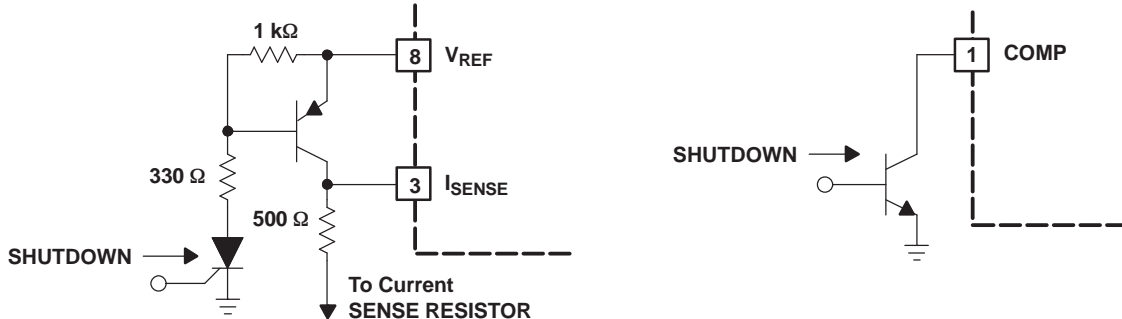 1 kΩ
8 VREF
330 Ω
3 ISENSE
500 Ω
SHUTDOWN
To Current
SENSE RESISTOR
1 COMP
SHUTDOWN